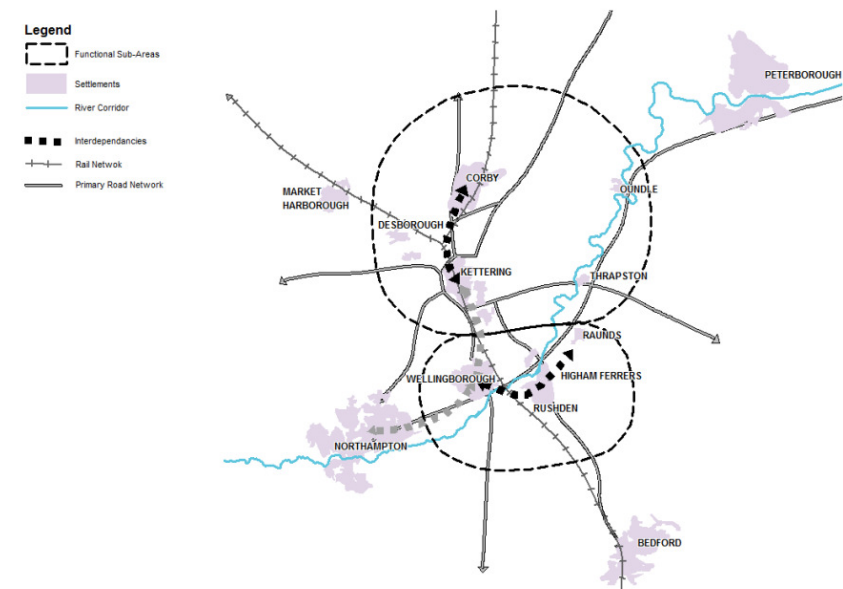 Legend
Functional Sub-Areas
Settlements
River Corridor
Interdependancies
Rail Netwok
Primary Road Network
PETERBOROUGH
CORBY
OUNDLE
MARKET
HARBOROUGH
DESBOROUGH
KETTERING
THRAPSTON
RAUNDS
WELLINGBOROUGH
HIGHAM FERRERS
RUSHDEN
NORTHAMPTON
BEDFORD